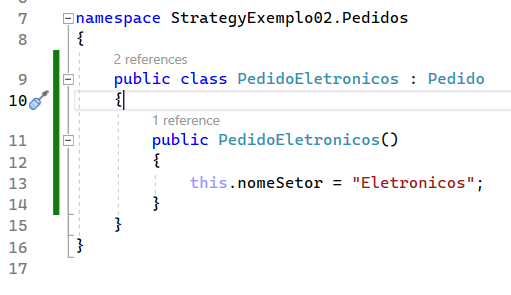 7 namespace StrategyExemplo02.Pedidos
8 {
2 references
9 public class PedidoEletronicos : Pedido
10 {
1 reference
11 public PedidoEletronicos()
12 {
13 this.nomeSetor = "Eletronicos";
14 }
15 }
16 }
17